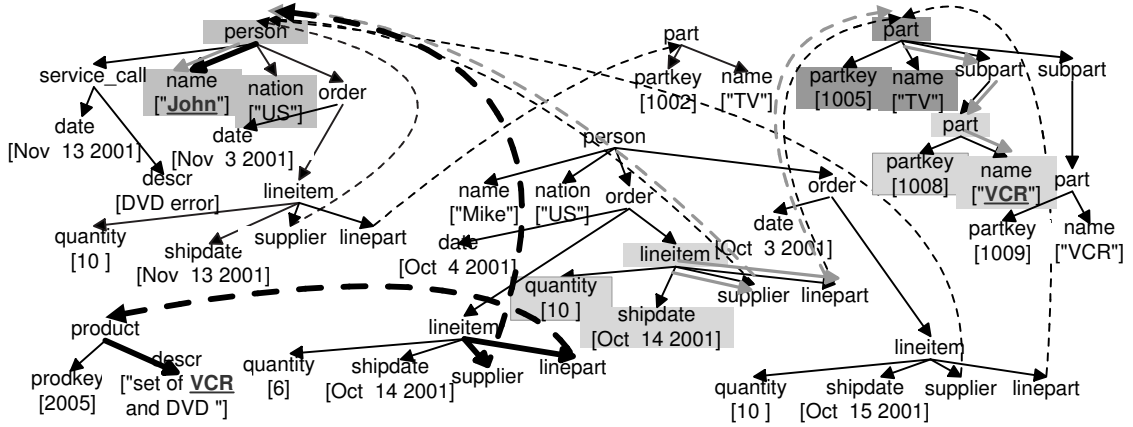 person
service_call
name
["John"]
nation
["US"]
order
date
[Nov 13 2001]
date
[Nov 3 2001]
descr
[DVD error]
lineitem
quantity
[10 ]
shipdate
[Nov 13 2001]
supplier
linepart
product
prodkey
[2005]
descr
["set of VCR
and DVD "]
part
partkey
[1002]
name
["TV"]
person
name
["Mike"]
nation
["US"]
order
order
date
[Oct 4 2001]
date
[Oct 3 2001]
lineitem
quantity
[10 ]
shipdate
[Oct 14 2001]
supplier
linepart
lineitem
quantity
[6]
shipdate
[Oct 14 2001]
supplier
linepart
lineitem
quantity
[10 ]
shipdate
[Oct 15 2001]
supplier
linepart
part
partkey
[1005]
name
["TV"]
subpart
subpart
part
partkey
[1008]
name
["VCR"]
part
partkey
[1009]
name
["VCR"]